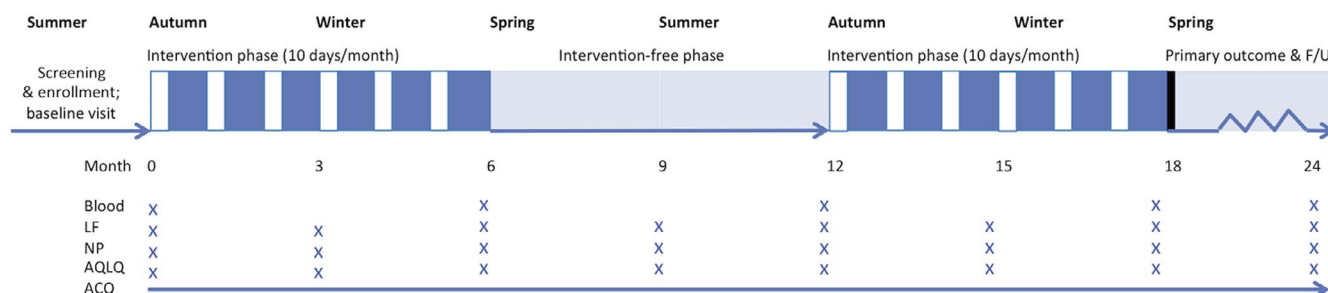 Summer Autumn Winter Spring Summer Autumn Winter Spring
Intervention phase (10 days/month) Intervention-free phase Intervention phase (10 days/month) Primary outcome & F/U
Screening
& enrollment;
baseline visit
Month 0 3 6 9 12 15 18 24
Blood X X X X X
LF X X X X X X X X
NP X X X X X X X X
AQLQ X X X X X X X X
ACQ